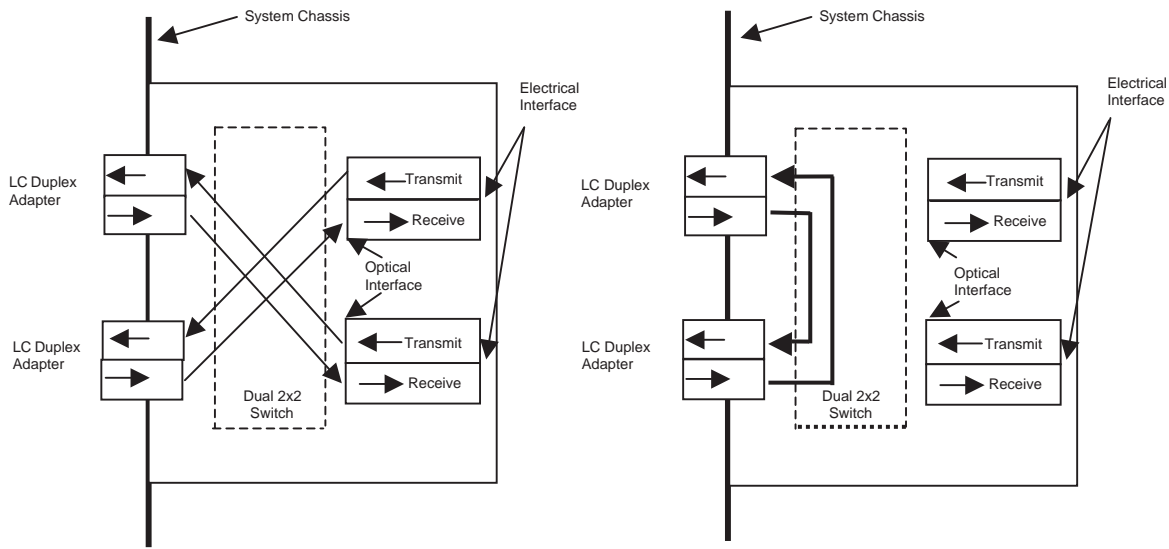 System Chassis
Electrical
Interface
LC Duplex
Adapter
Transmit
Receive
Optical
Interface
LC Duplex
Adapter
Transmit
Receive
Dual 2x2
Switch
System Chassis
Electrical
Interface
LC Duplex
Adapter
Transmit
Receive
Optical
Interface
LC Duplex
Adapter
Transmit
Receive
Dual 2x2
Switch